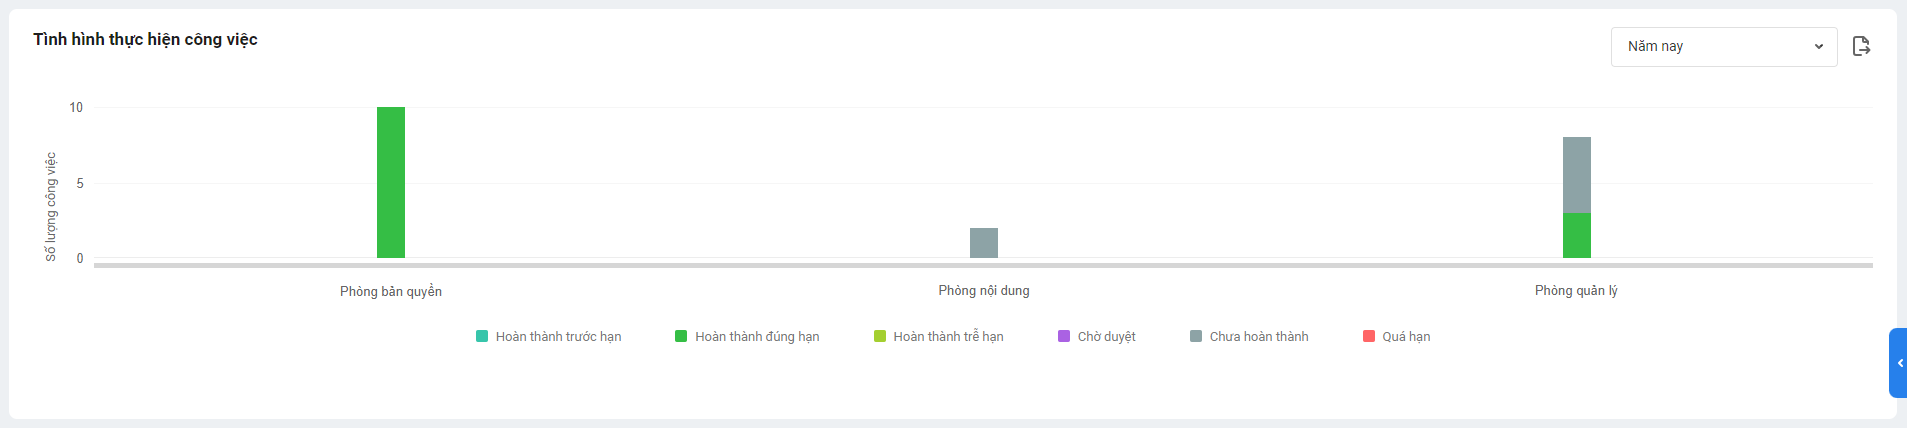 Tình hình thực hiện công việc
Năm nay
Số lượng công việc
10
5
0
Phòng bản quyền
Phòng nội dung
Phòng quản lý
Hoàn thành trước hạn
Hoàn thành đúng hạn
Hoàn thành trễ hạn
Chờ duyệt
Chưa hoàn thành
Quá hạn